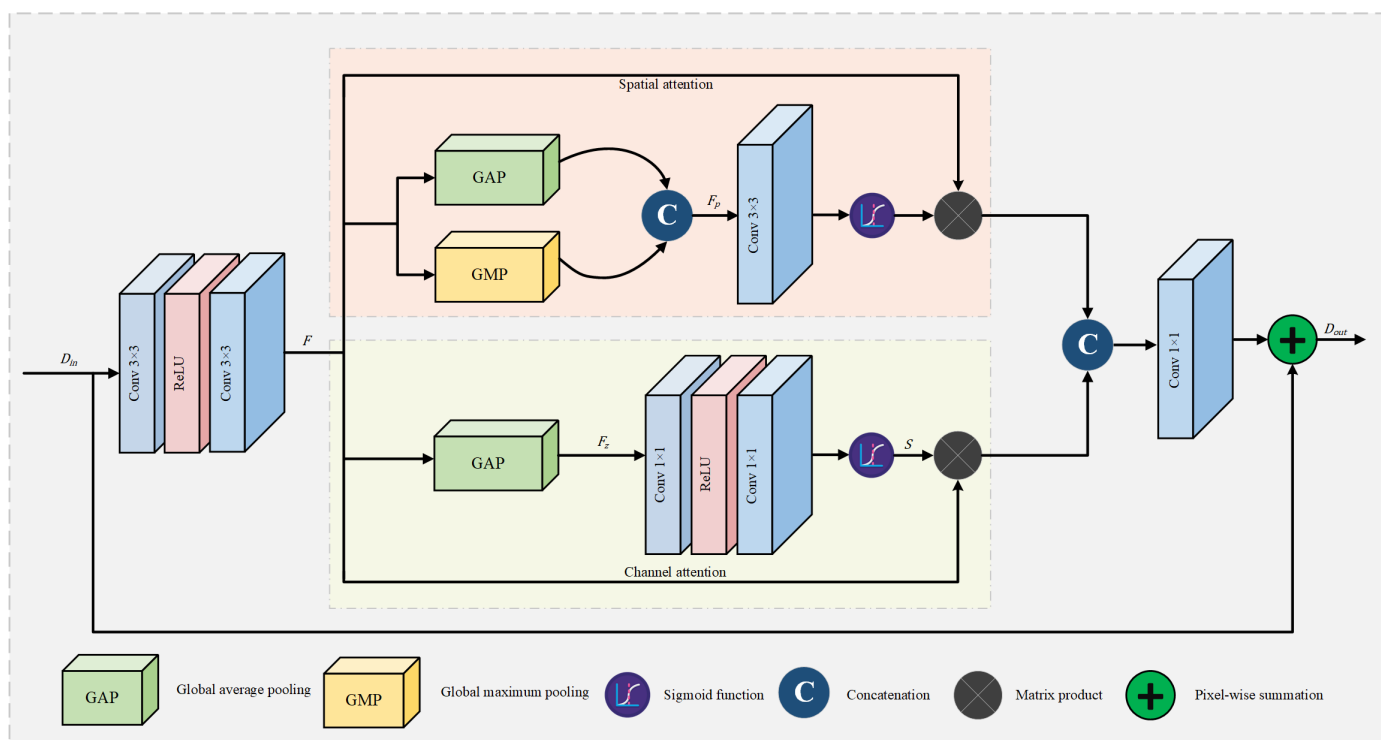 Spatial attention
GAP
GMP
C
F_p
Conv 3×3
D_in
Conv 3×3
ReLU
Conv 3×3
F
GAP
F_z
Conv 1×1
ReLU
Conv 1×1
S
Channel attention
C
Conv 1×1
D_out
GAP
Global average pooling
GMP
Global maximum pooling
Sigmoid function
C
Concatenation
Matrix product
Pixel-wise summation